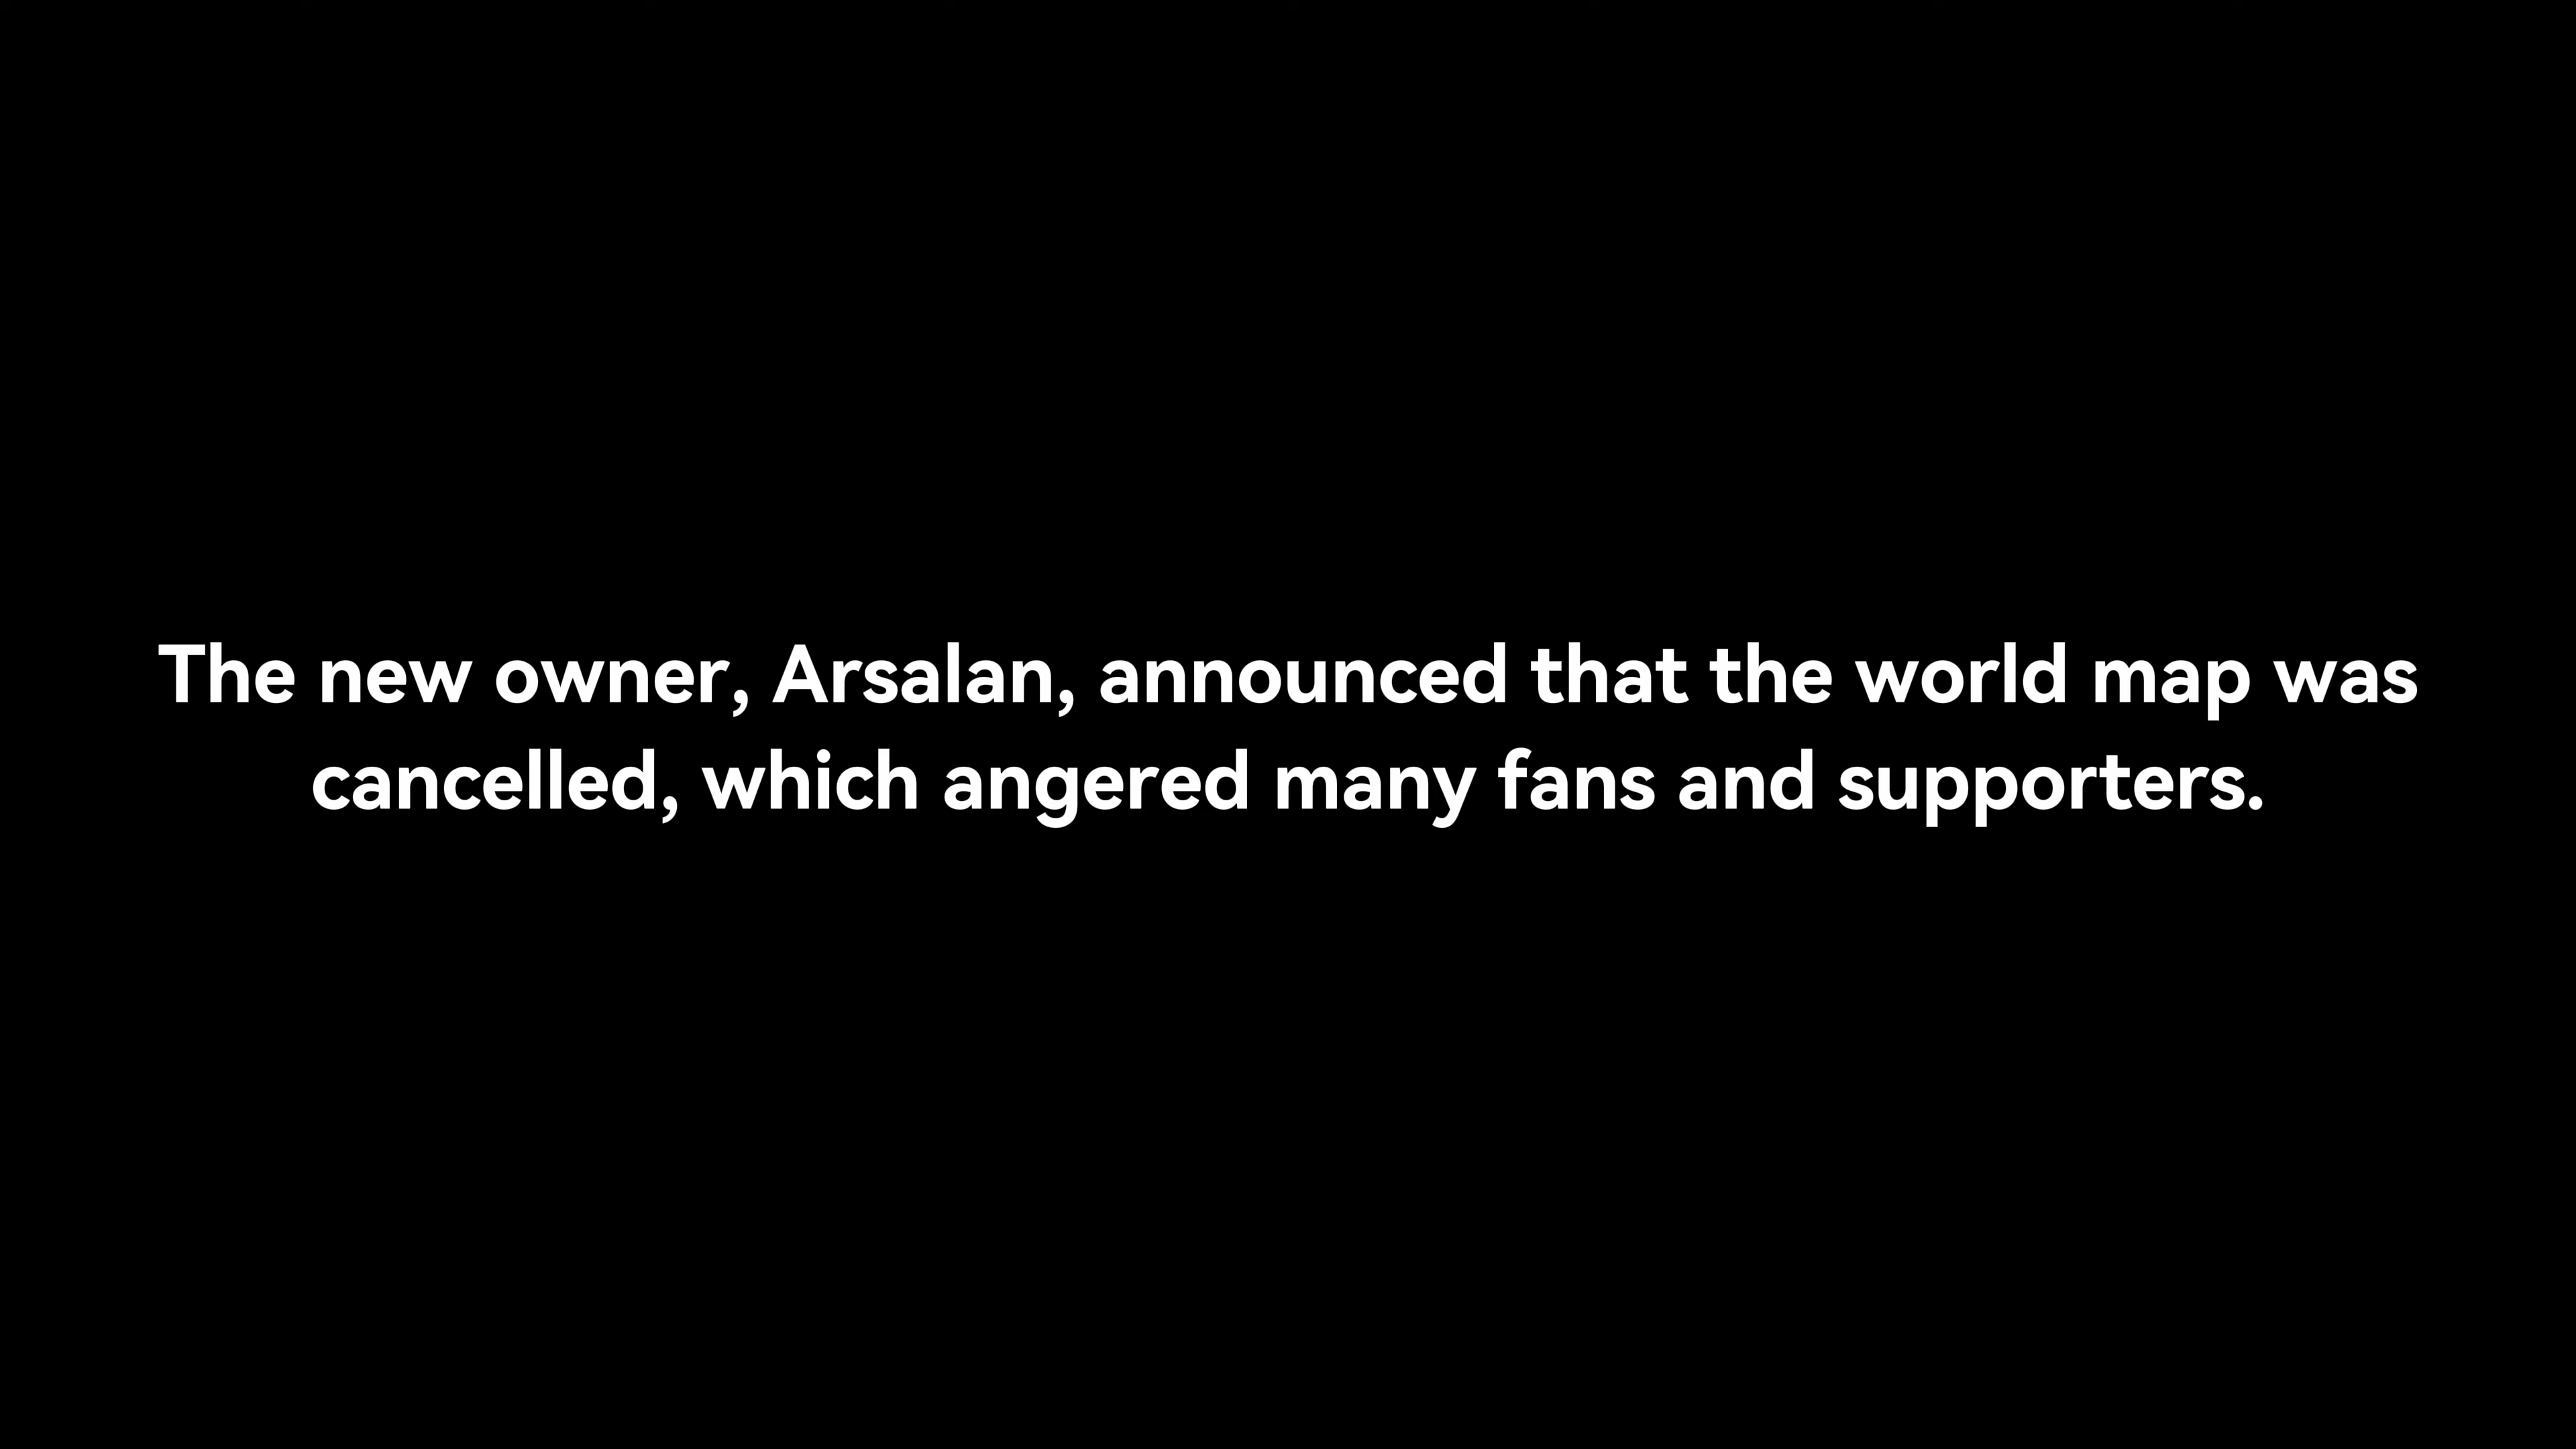 The new owner, Arsalan, announced that the world map was
cancelled, which angered many fans and supporters.